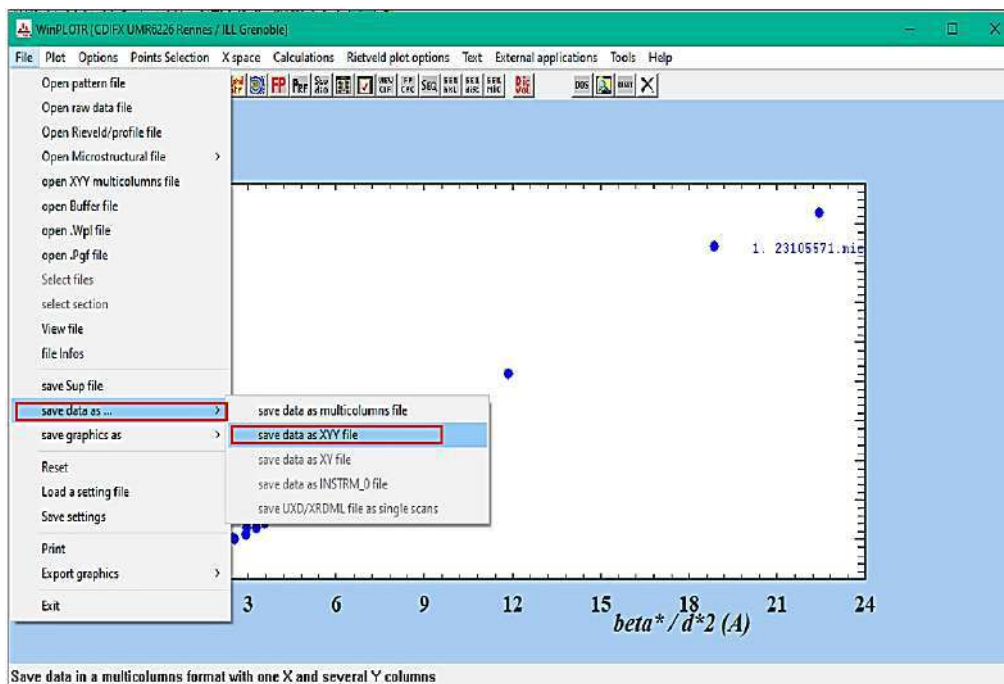 WinPLOTR [CDIFX UMR6226 Rennes / ILL Grenoble]
File Plot Options Points Selection X space Calculations Rietveld plot options Text External applications Tools Help
Open pattern file
Open raw data file
Open Rieveld/profile file
Open Microstructural file
open XYY multicolumns file
open Buffer file
open .Wpl file
open .Pgf file
Select files
select section
View file
file Infos
save Sup file
save data as ...
save graphics as
Reset
Load a setting file
Save settings
Print
Export graphics
Exit
save data as multicolumns file
save data as XYY file
save data as XY file
save data as INSTRM_0 file
save UXD/XRDML file as single scans
FP PRF SEQ DOS
1. 23105571.mic
3 6 9 12 15 18 21 24
beta*/d*2 (A)
Save data in a multicolumns format with one X and several Y columns